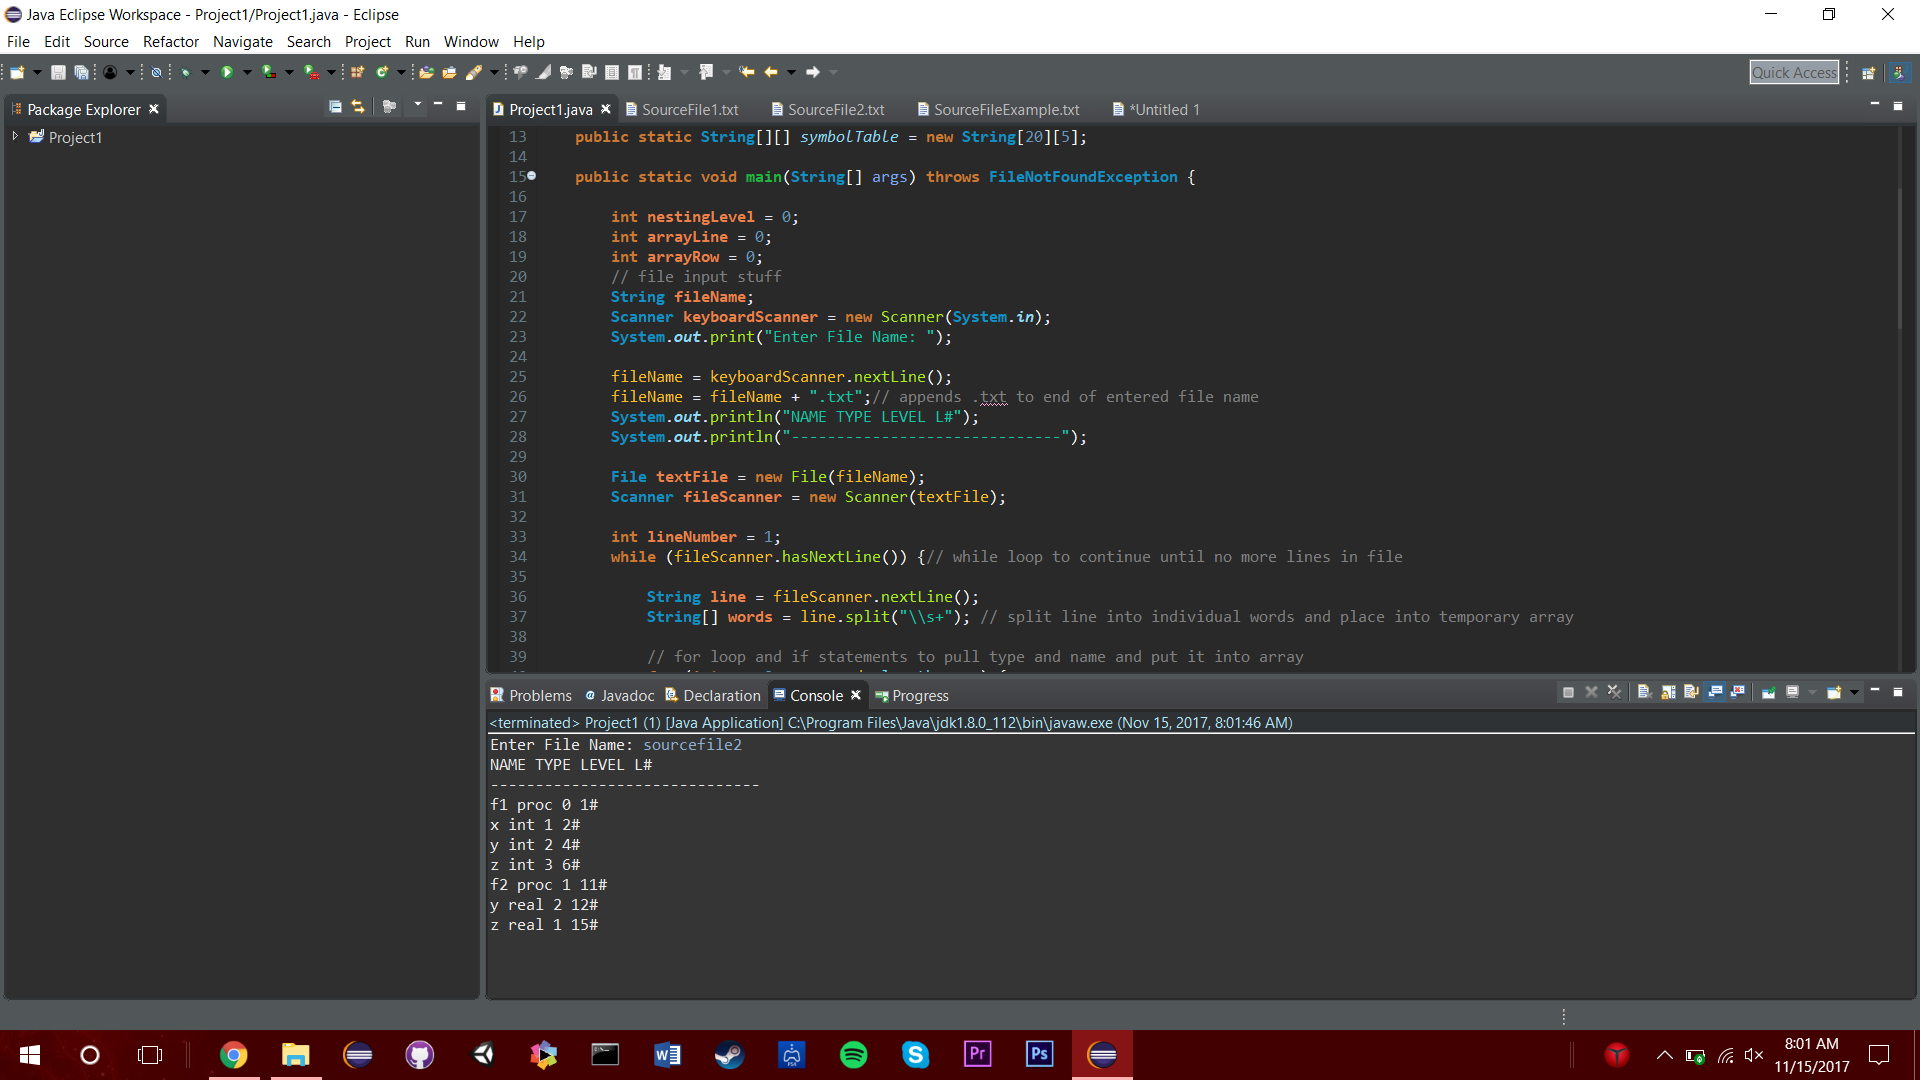 Java Eclipse Workspace - Project1/Project1.java - Eclipse
File Edit Source Refactor Navigate Search Project Run Window Help
Quick Access
Package Explorer
Project1
Project1.java SourceFile1.txt SourceFile2.txt SourceFileExample.txt *Untitled 1
13 public static String[][] symbolTable = new String[20][5];
14
15 public static void main(String[] args) throws FileNotFoundException {
16
17 int nestingLevel = 0;
18 int arrayLine = 0;
19 int arrayRow = 0;
20 // file input stuff
21 String fileName;
22 Scanner keyboardScanner = new Scanner(System.in);
23 System.out.print("Enter File Name: ");
24
25 fileName = keyboardScanner.nextLine();
26 fileName = fileName + ".txt";// appends .txt to end of entered file name
27 System.out.println("NAME TYPE LEVEL L#");
28 System.out.println("------------------------------");
29
30 File textFile = new File(fileName);
31 Scanner fileScanner = new Scanner(textFile);
32
33 int lineNumber = 1;
34 while (fileScanner.hasNextLine()) {// while loop to continue until no more lines in file
35
36 String line = fileScanner.nextLine();
37 String[] words = line.split("\\s+"); // split line into individual words and place into temporary array
38
39 // for loop and if statements to pull type and name and put it into array
Problems Javadoc Declaration Console Progress
<terminated> Project1 (1) [Java Application] C:\Program Files\Java\jdk1.8.0_112\bin\javaw.exe (Nov 15, 2017, 8:01:46 AM)
Enter File Name: sourcefile2
NAME TYPE LEVEL L#
------------------------------
f1 proc 0 1#
x int 1 2#
y int 2 4#
z int 3 6#
f2 proc 1 11#
y real 2 12#
z real 1 15#
Pr Ps
8:01 AM
11/15/2017